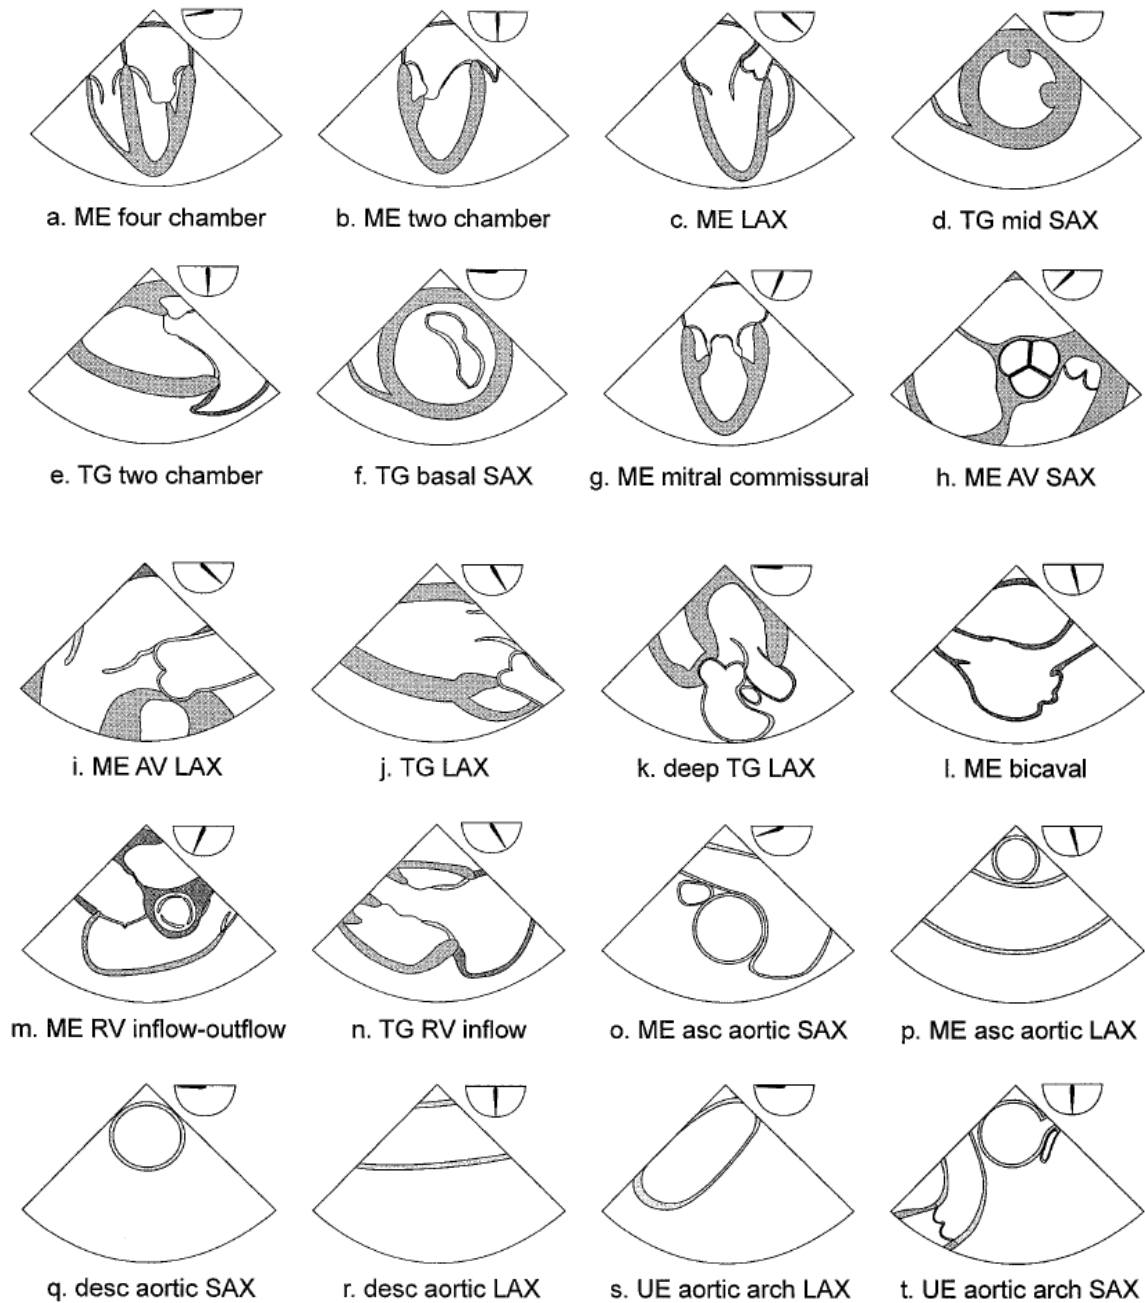 a. ME four chamber
b. ME two chamber
c. ME LAX
d. TG mid SAX
e. TG two chamber
f. TG basal SAX
g. ME mitral commissural
h. ME AV SAX
i. ME AV LAX
j. TG LAX
k. deep TG LAX
l. ME bicaval
m. ME RV inflow-outflow
n. TG RV inflow
o. ME asc aortic SAX
p. ME asc aortic LAX
q. desc aortic SAX
r. desc aortic LAX
s. UE aortic arch LAX
t. UE aortic arch SAX